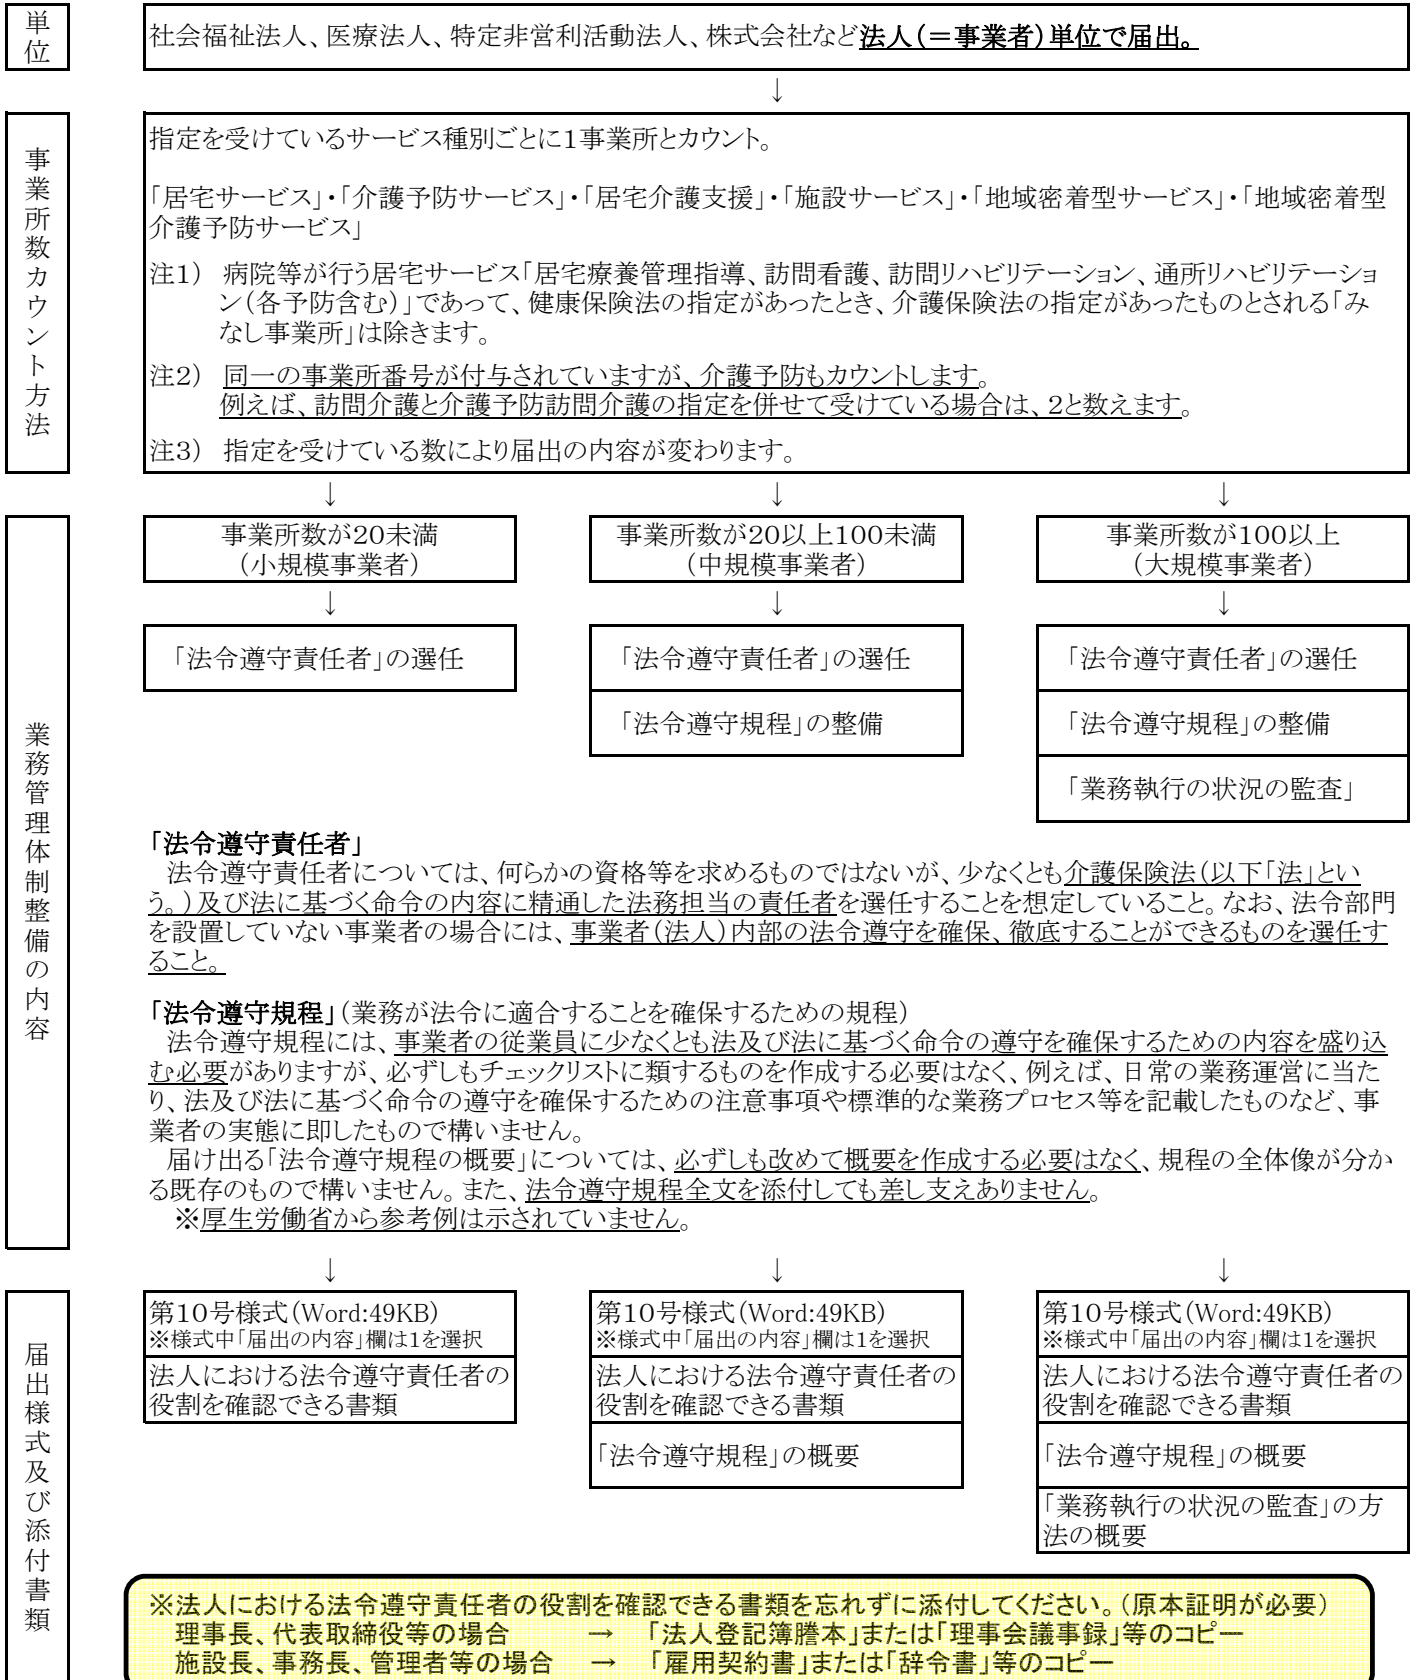 単位
社会福祉法人、医療法人、特定非営利活動法人、株式会社など法人(＝事業者)単位で届出。
↓
事業所数カウント方法
指定を受けているサービス種別ごとに1事業所とカウント。
「居宅サービス」・「介護予防サービス」・「居宅介護支援」・「施設サービス」・「地域密着型サービス」・「地域密着型
介護予防サービス」
注1） 病院等が行う居宅サービス「居宅療養管理指導、訪問看護、訪問リハビリテーション、通所リハビリテーショ
ン(各予防含む)」であって、健康保険法の指定があったとき、介護保険法の指定があったものとされる「み
なし事業所」は除きます。
注2） 同一の事業所番号が付与されていますが、介護予防もカウントします。
例えば、訪問介護と介護予防訪問介護の指定を併せて受けている場合は、2と数えます。
注3） 指定を受けている数により届出の内容が変わります。
↓ ↓ ↓
業務管理体制整備の内容
事業所数が20未満
（小規模事業者）
事業所数が20以上100未満
（中規模事業者）
事業所数が100以上
（大規模事業者）
↓ ↓ ↓
「法令遵守責任者」の選任
「法令遵守責任者」の選任
「法令遵守規程」の整備
「法令遵守責任者」の選任
「法令遵守規程」の整備
「業務執行の状況の監査」
「法令遵守責任者」
法令遵守責任者については、何らかの資格等を求めるものではないが、少なくとも介護保険法(以下「法」とい
う。)及び法に基づく命令の内容に精通した法務担当の責任者を選任することを想定していること。なお、法令部門
を設置していない事業者の場合には、事業者(法人)内部の法令遵守を確保、徹底することができるものを選任す
ること。
「法令遵守規程」(業務が法令に適合することを確保するための規程)
法令遵守規程には、事業者の従業員に少なくとも法及び法に基づく命令の遵守を確保するための内容を盛り込
む必要がありますが、必ずしもチェックリストに類するものを作成する必要はなく、例えば、日常の業務運営に当た
り、法及び法に基づく命令の遵守を確保するための注意事項や標準的な業務プロセス等を記載したものなど、事
業者の実態に即したもので構いません。
届け出る「法令遵守規程の概要」については、必ずしも改めて概要を作成する必要はなく、規程の全体像が分か
る既存のもので構いません。また、法令遵守規程全文を添付しても差し支えありません。
※厚生労働省から参考例は示されていません。
↓ ↓ ↓
届出様式及び添付書類
第10号様式(Word:49KB)
※様式中「届出の内容」欄は1を選択
法人における法令遵守責任者の
役割を確認できる書類
第10号様式(Word:49KB)
※様式中「届出の内容」欄は1を選択
法人における法令遵守責任者の
役割を確認できる書類
「法令遵守規程」の概要
第10号様式(Word:49KB)
※様式中「届出の内容」欄は1を選択
法人における法令遵守責任者の
役割を確認できる書類
「法令遵守規程」の概要
「業務執行の状況の監査」の方
法の概要
※法人における法令遵守責任者の役割を確認できる書類を忘れずに添付してください。(原本証明が必要)
理事長、代表取締役等の場合 → 「法人登記簿謄本」または「理事会議事録」等のコピー
施設長、事務長、管理者等の場合 → 「雇用契約書」または「辞令書」等のコピー